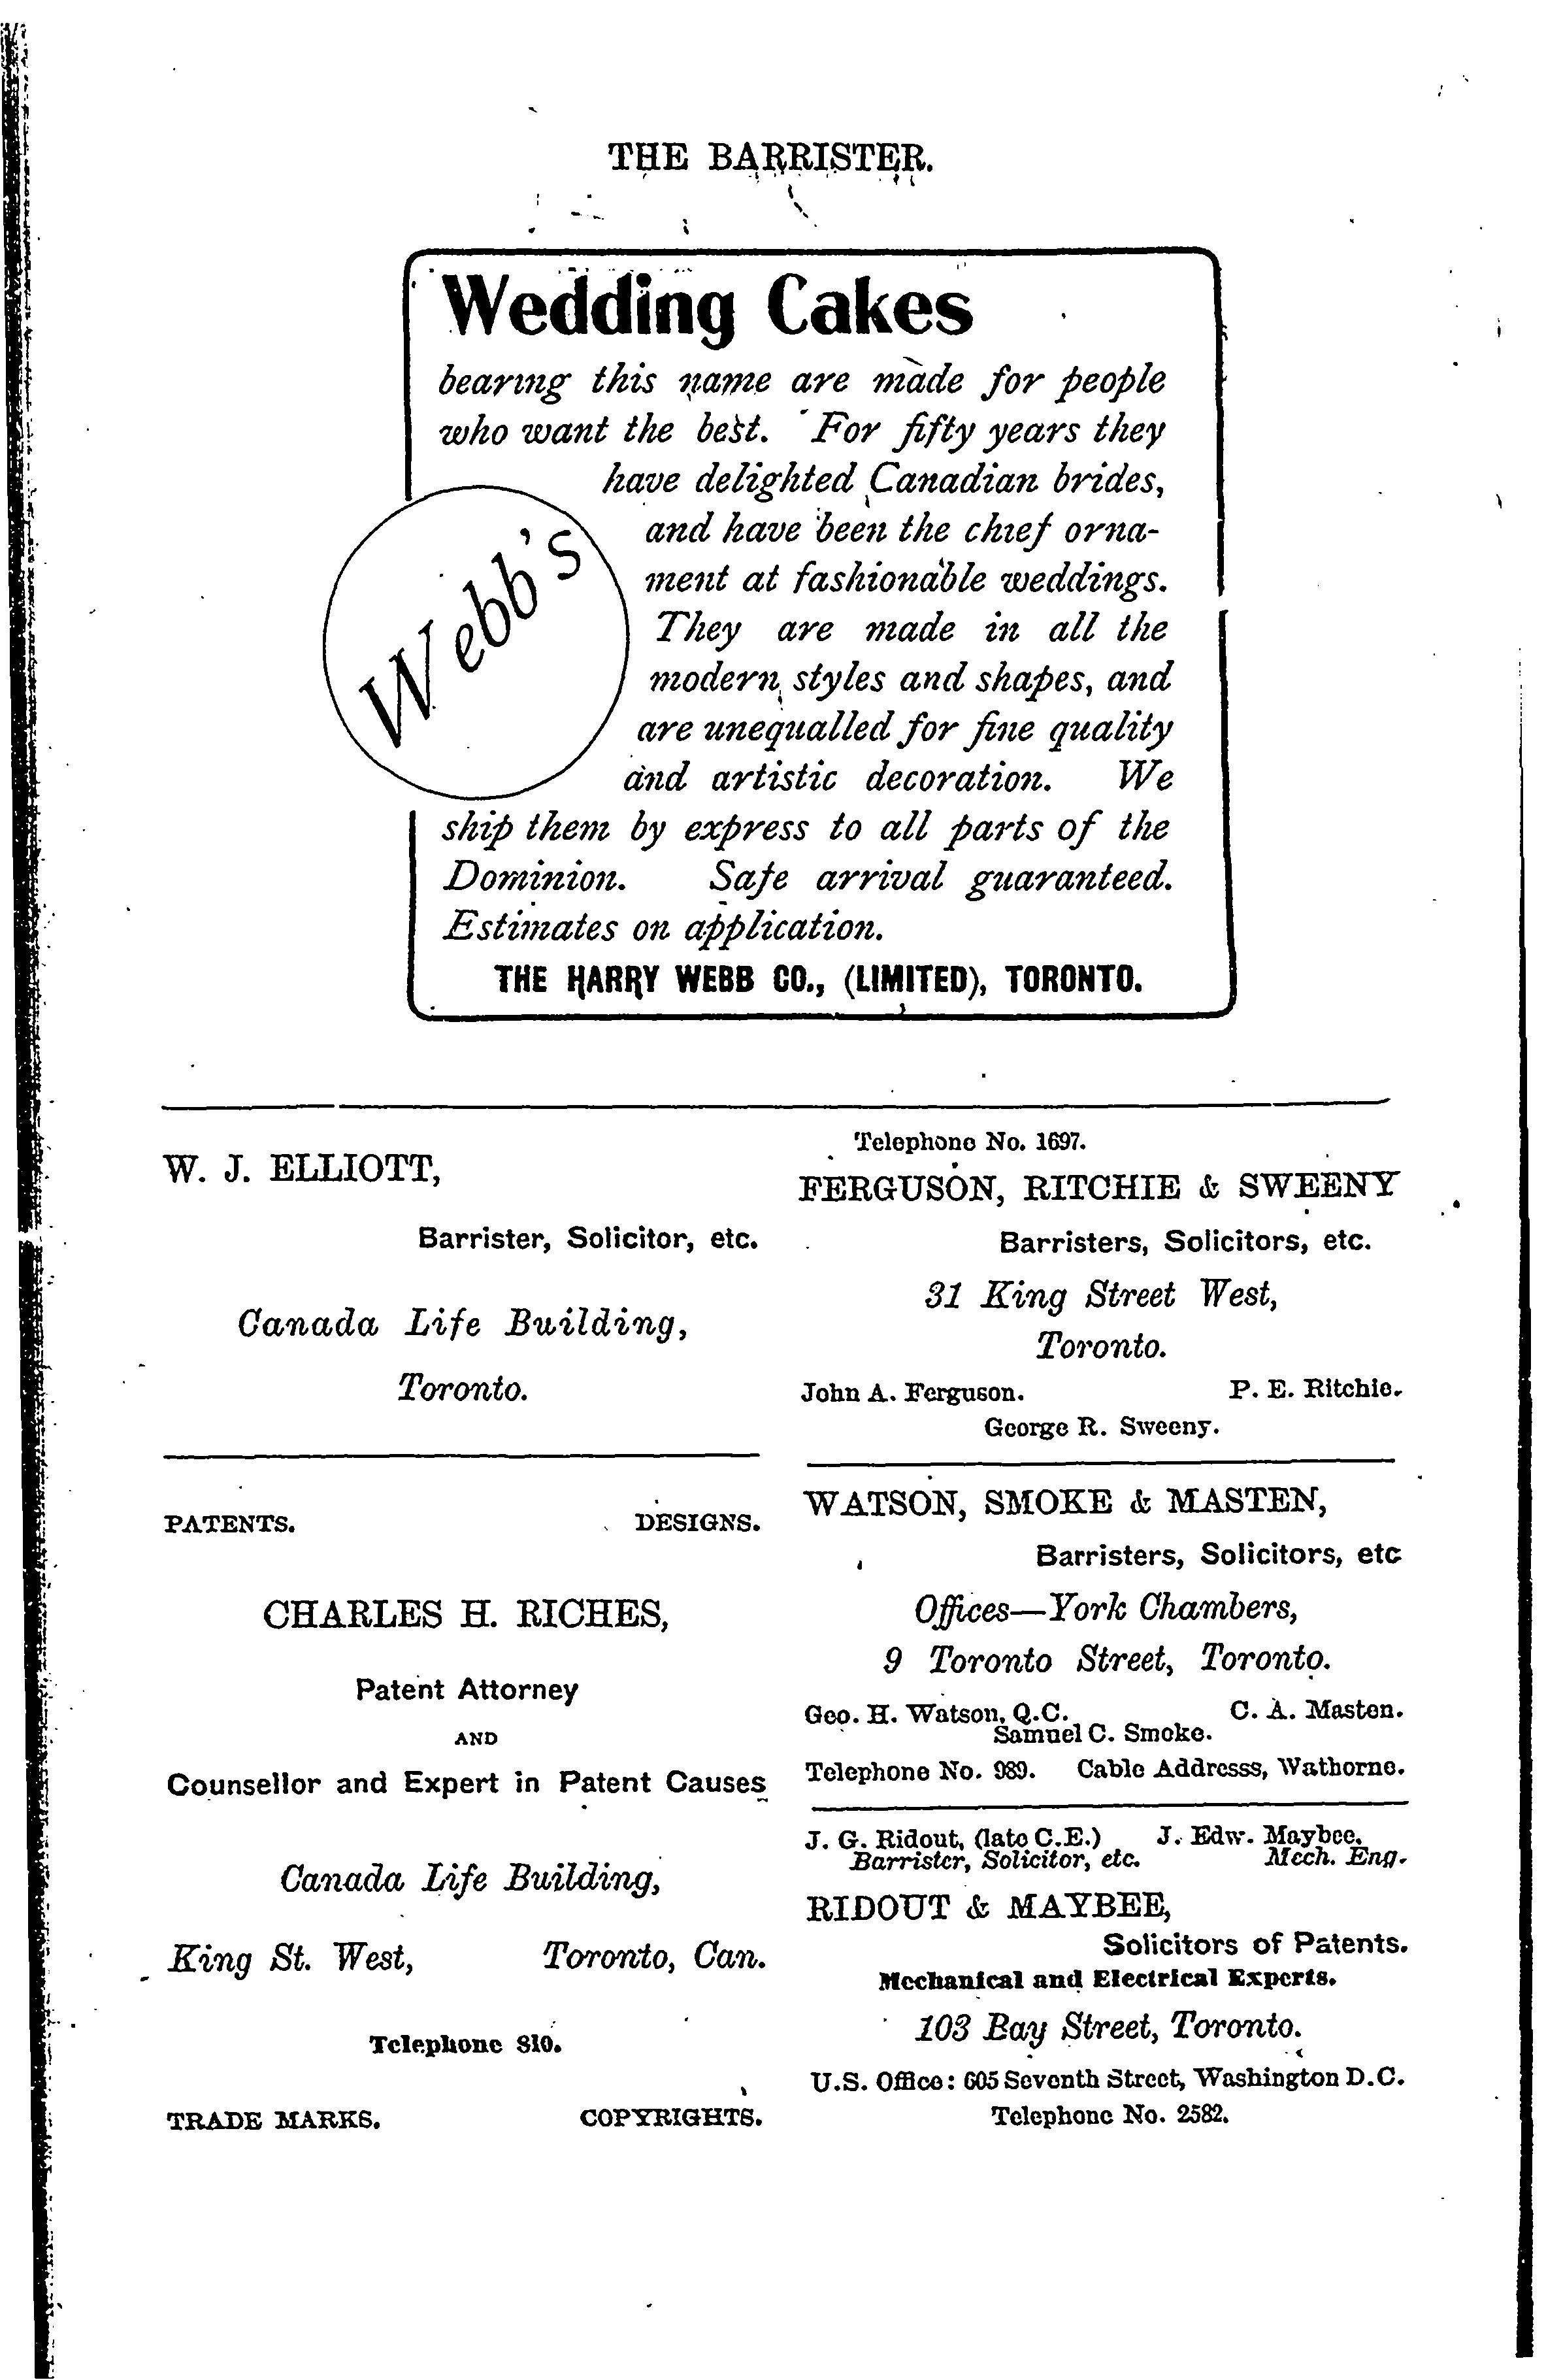 THE BARRISTER.
Wedding Cakes
bearing this name are made for people
who want the best. For fifty years they
have delighted Canadian brides,
and have been the chief orna-
ment at fashionable weddings.
They are made in all the
modern styles and shapes, and
are unequalled for fine quality
and artistic decoration. We
ship them by express to all parts of the
Dominion. Safe arrival guaranteed.
Estimates on application.
Webb's
THE HARRY WEBB CO., (LIMITED), TORONTO.
W. J. ELLIOTT,
Barrister, Solicitor, etc.
Canada Life Building,
Toronto.
PATENTS. DESIGNS.
CHARLES H. RICHES,
Patent Attorney
AND
Counsellor and Expert in Patent Causes
Canada Life Building,
King St. West, Toronto, Can.
Telephone 810.
TRADE MARKS. COPYRIGHTS.
Telephone No. 1697.
FERGUSON, RITCHIE & SWEENY
Barristers, Solicitors, etc.
31 King Street West,
Toronto.
John A. Ferguson. P. E. Ritchie.
George R. Sweeny.
WATSON, SMOKE & MASTEN,
Barristers, Solicitors, etc
Offices—York Chambers,
9 Toronto Street, Toronto.
Geo. H. Watson, Q.C. C. A. Masten.
Samuel C. Smoke.
Telephone No. 989. Cable Addresss, Wathorne.
J. G. Ridout, (late C.E.) J. Edw. Maybee.
Barrister, Solicitor, etc. Mech. Eng.
RIDOUT & MAYBEE,
Solicitors of Patents.
Mechanical and Electrical Experts.
103 Bay Street, Toronto.
U.S. Office: 605 Seventh Street, Washington D.C.
Telephone No. 2582.